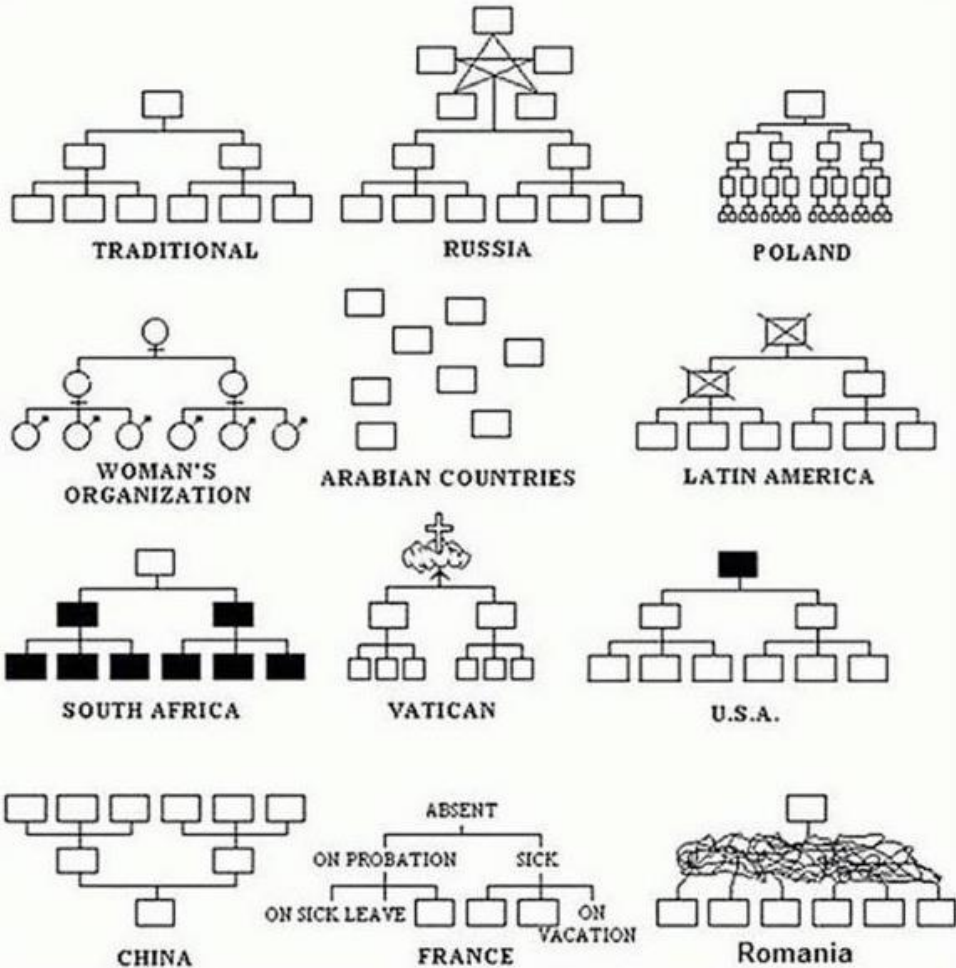 TRADITIONAL
RUSSIA
POLAND
WOMAN'S
ORGANIZATION
ARABIAN COUNTRIES
LATIN AMERICA
SOUTH AFRICA
VATICAN
U.S.A.
CHINA
ABSENT
ON PROBATION
SICK
ON SICK LEAVE
ON
VACATION
FRANCE
Romania